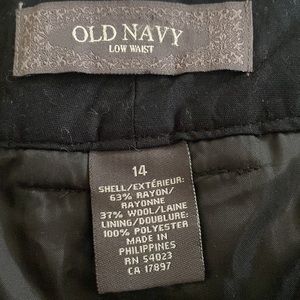 OLD NAVY
LOW WAIST
14
SHELL/EXTÉRIEUR:
63% RAYON/
RAYONNE
37% WOOL/LAINE
LINING/DOUBLURE:
100% POLYESTER
MADE IN
PHILIPPINES
RN 54023
CA 17897